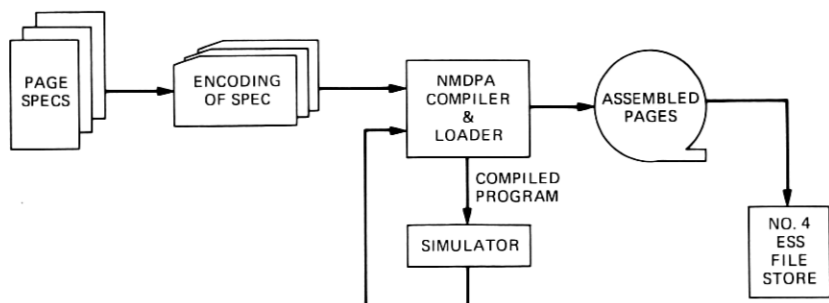 PAGE
SPECS
ENCODING
OF SPEC
NMDPA
COMPILER
&
LOADER
ASSEMBLED
PAGES
COMPILED
PROGRAM
SIMULATOR
NO. 4
ESS
FILE
STORE